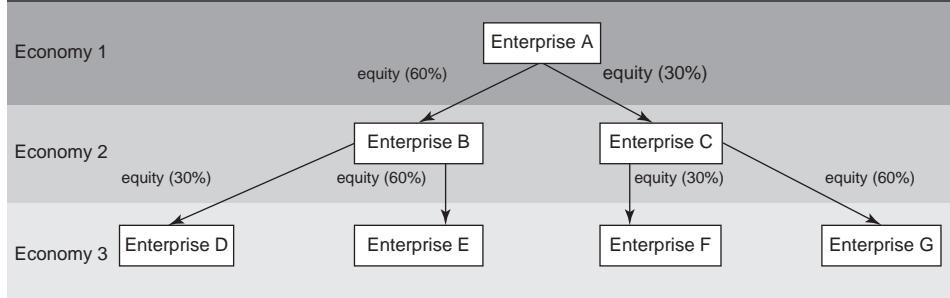 Economy 1
Enterprise A
equity (60%)
equity (30%)
Economy 2
Enterprise B
Enterprise C
equity (30%)
equity (60%)
equity (30%)
equity (60%)
Economy 3
Enterprise D
Enterprise E
Enterprise F
Enterprise G